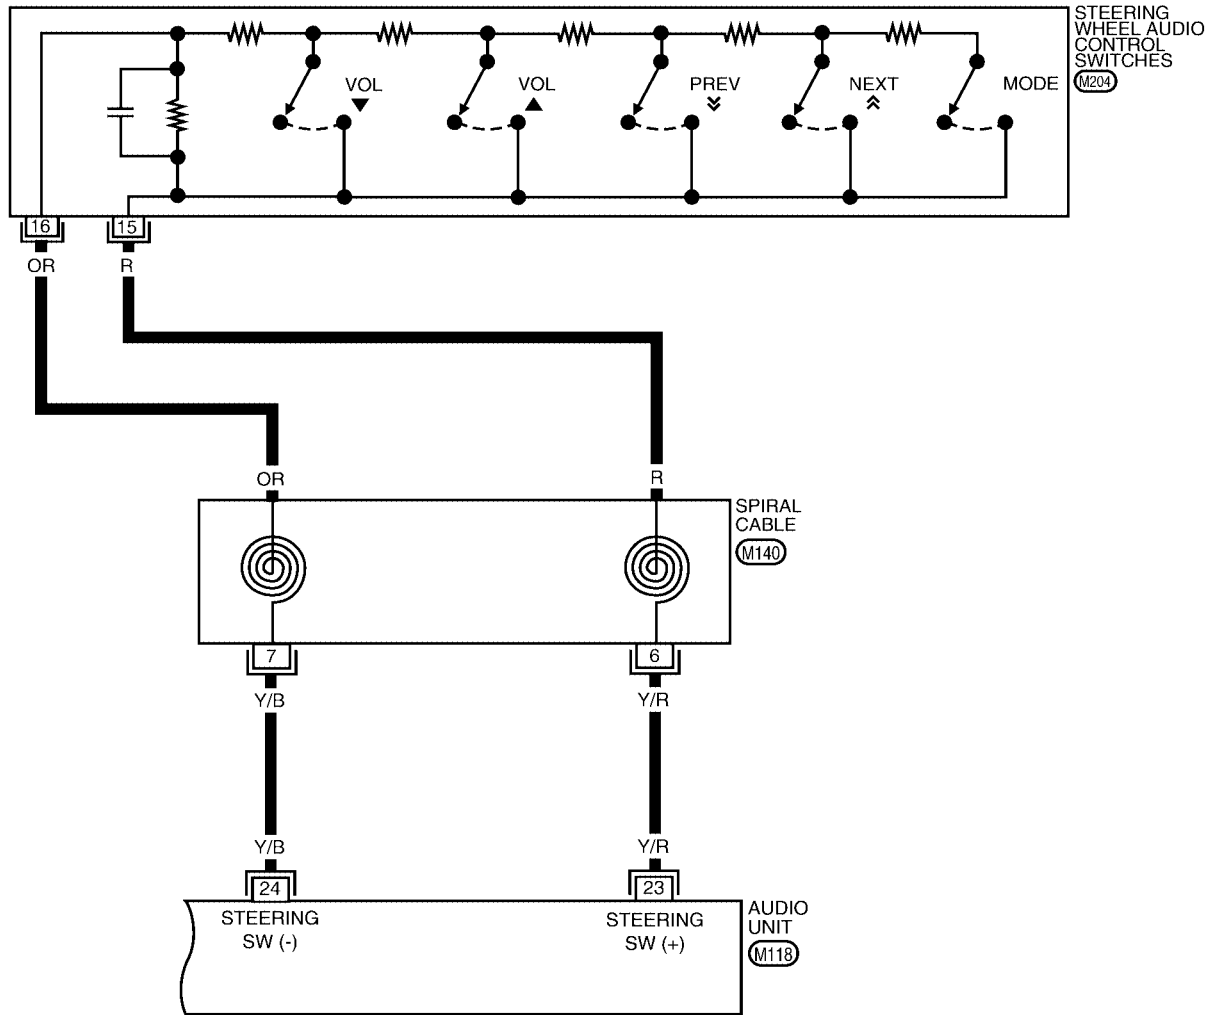 STEERING
WHEEL AUDIO
CONTROL
SWITCHES
M204
VOL
VOL
PREV
NEXT
MODE
16
15
OR
R
OR
R
SPIRAL
CABLE
M140
7
6
Y/B
Y/R
Y/B
Y/R
24
23
STEERING
SW (-)
STEERING
SW (+)
AUDIO
UNIT
M118